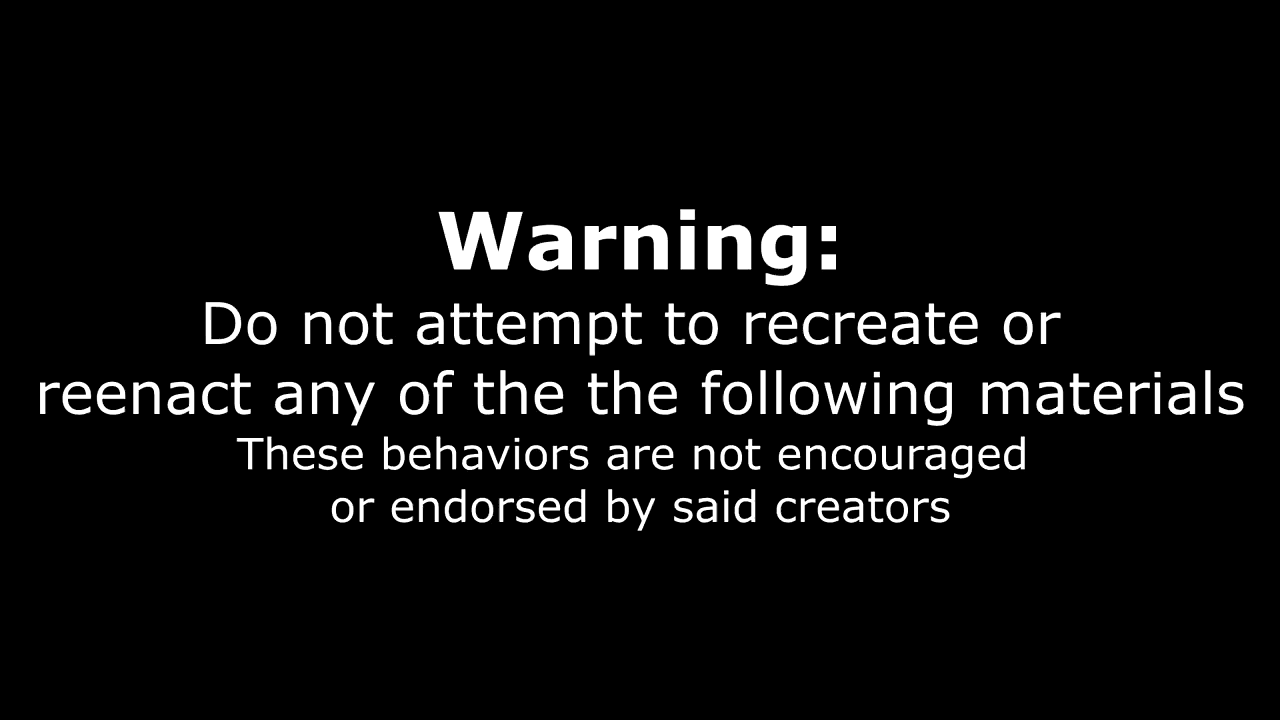 Warning:
Do not attempt to recreate or
reenact any of the the following materials
These behaviors are not encouraged
or endorsed by said creators